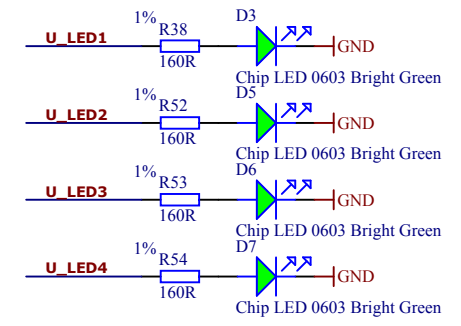 1% R38 D3
U_LED1
160R
GND
Chip LED 0603 Bright Green
1% R52 D5
U_LED2
160R
GND
Chip LED 0603 Bright Green
1% R53 D6
U_LED3
160R
GND
Chip LED 0603 Bright Green
1% R54 D7
U_LED4
160R
GND
Chip LED 0603 Bright Green